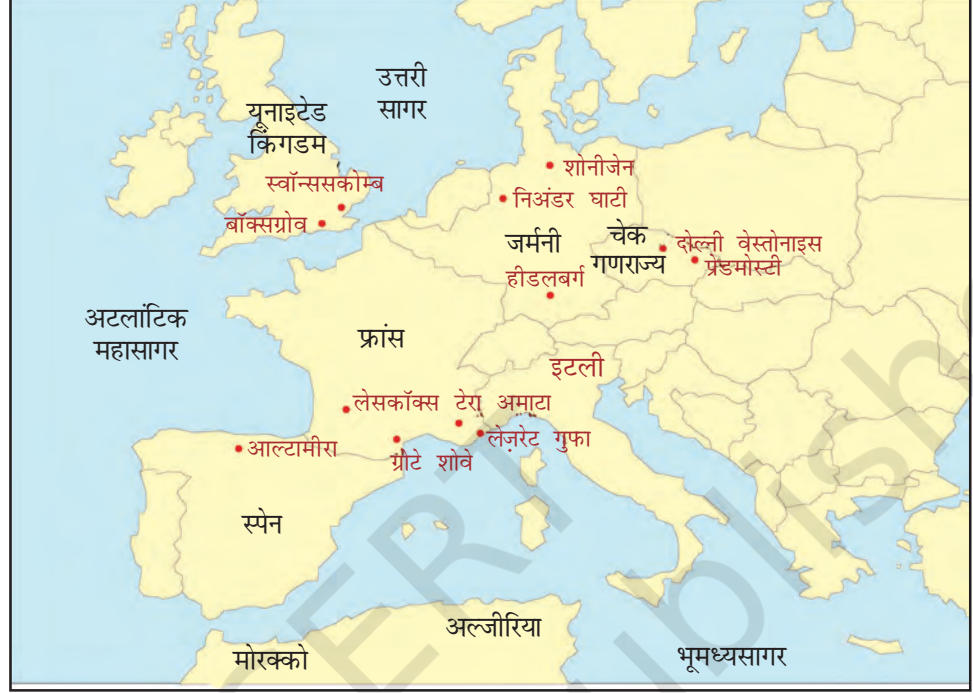 उत्तरी
सागर
यूनाइटेड
किंगडम
स्वॉन्ससकोम्ब
बॉक्सग्रोव
शोनीजेन
निअंडर घाटी
जर्मनी
चेक
गणराज्य
दोल्नी वेस्तोनाइस
प्रेडमोस्टी
हीडलबर्ग
अटलांटिक
महासागर
फ्रांस
इटली
लेसकॉक्स
टेरा अमाटा
आल्टामीरा
ग्रोटे शोवे
लेज़रेट गुफा
स्पेन
अल्जीरिया
मोरक्को
भूमध्यसागर